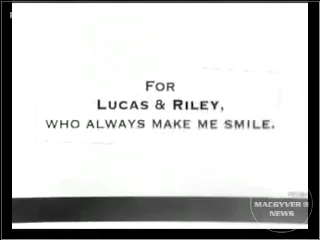 FOR
LUCAS & RILEY,
WHO ALWAYS MAKE ME SMILE.
MACGYVER @
NEWS